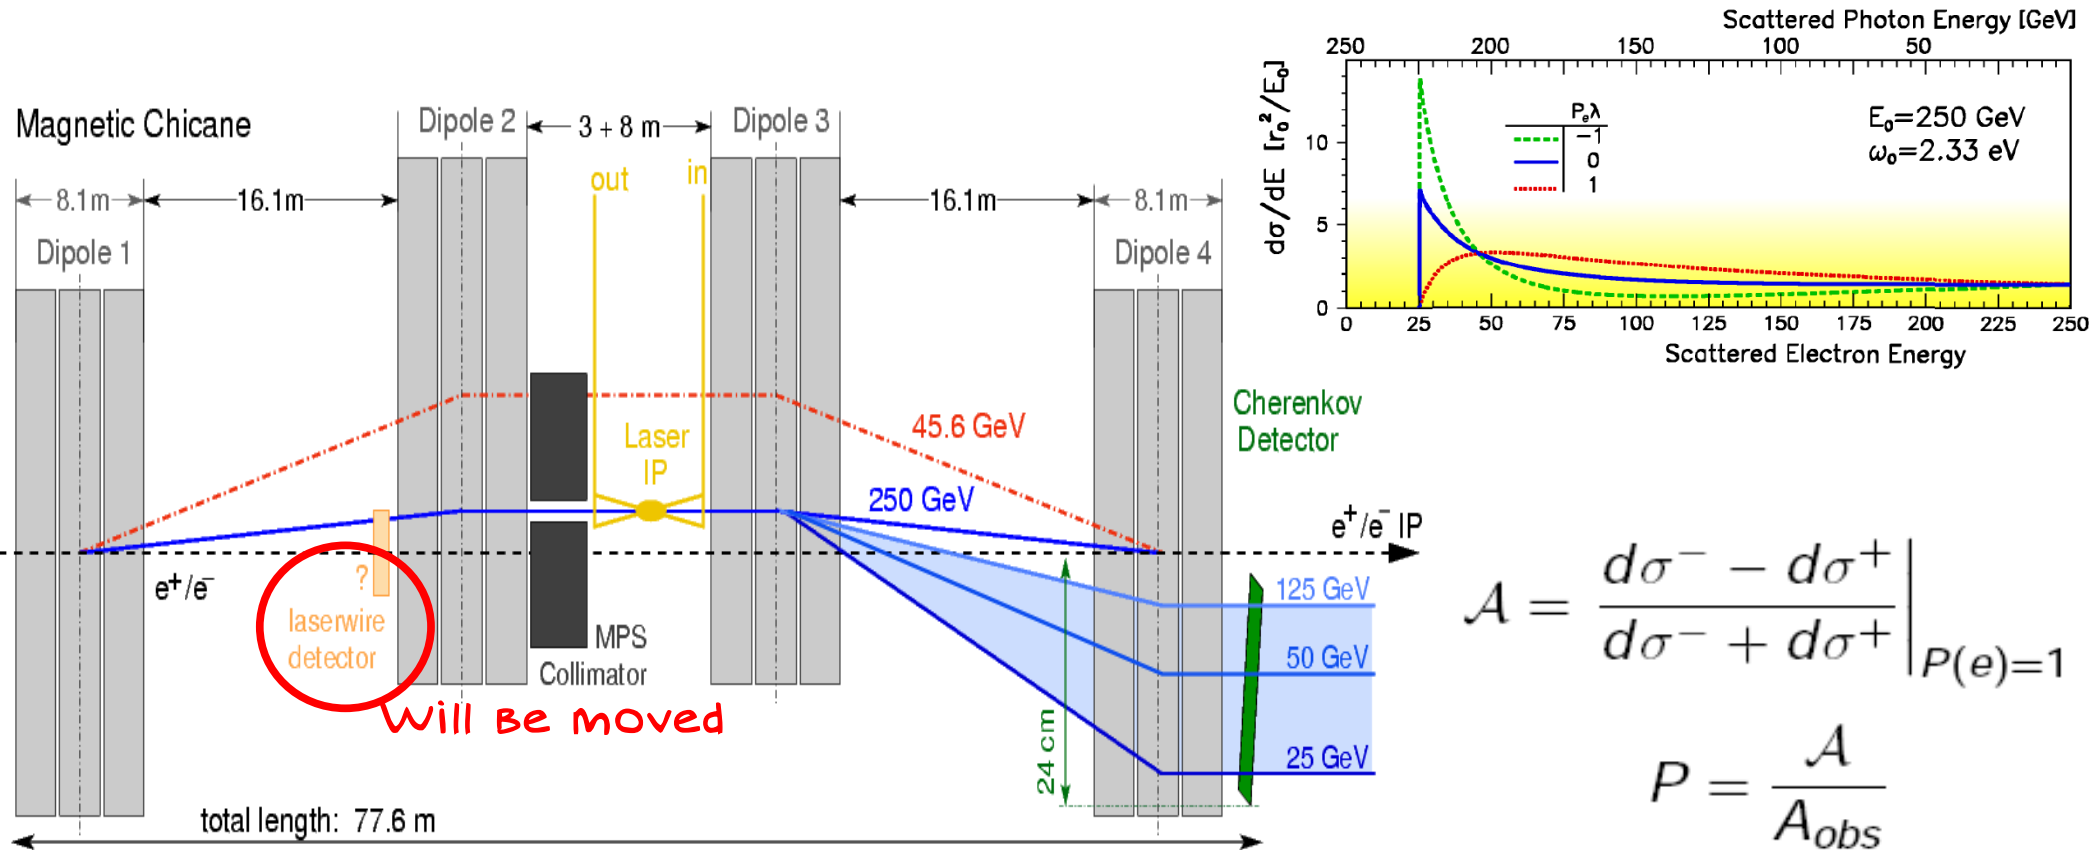 Magnetic Chicane
8.1m
16.1m
Dipole 1
Dipole 2
3 + 8 m
Dipole 3
out
in
16.1m
8.1m
Dipole 4
Laser
IP
45.6 GeV
250 GeV
Cherenkov
Detector
e⁺/e⁻ IP
e⁺/e⁻
?
laserwire
detector
MPS
Collimator
Will Be moved
125 GeV
50 GeV
25 GeV
24 cm
total length: 77.6 m
Scattered Photon Energy [GeV]
250 200 150 100 50
dσ/dE [r₀²/E₀]
10
5
0
Pₑλ
-1
0
1
E₀=250 GeV
ω₀=2.33 eV
0 25 50 75 100 125 150 175 200 225 250
Scattered Electron Energy
𝒜 = (dσ⁻ − dσ⁺)/(dσ⁻ + dσ⁺)|P(e)=1
P = 𝒜/A_obs